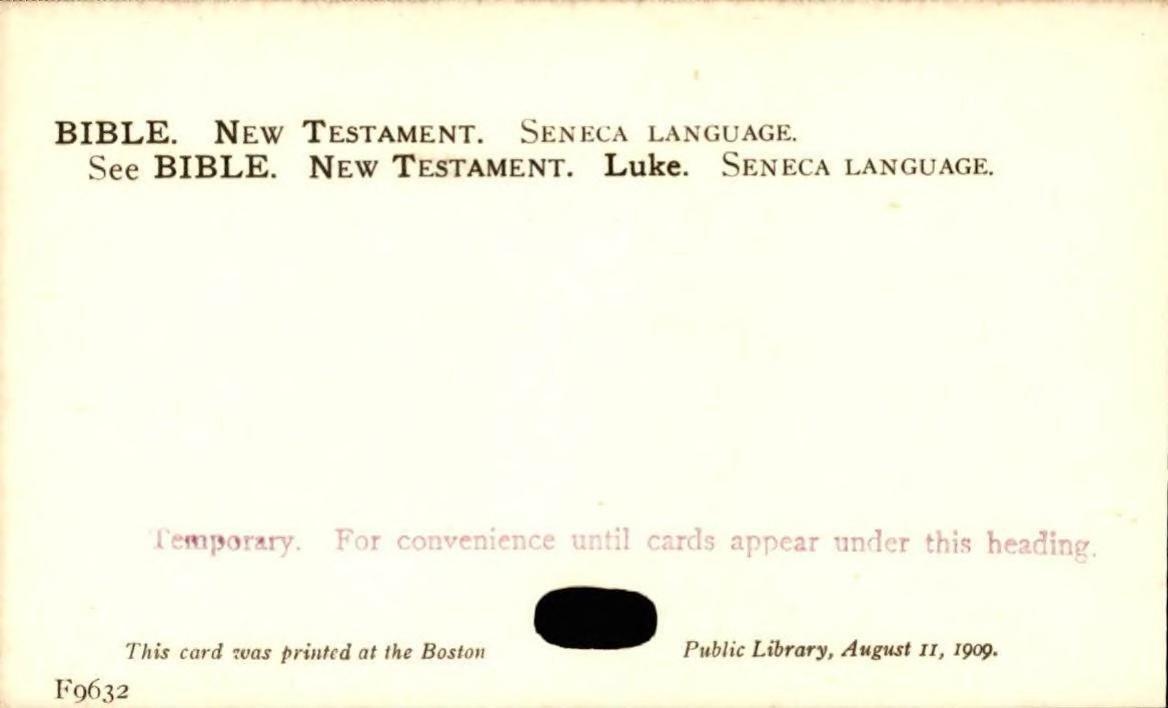 BIBLE. NEW TESTAMENT. SENECA LANGUAGE.
See BIBLE. NEW TESTAMENT. Luke. SENECA LANGUAGE.
Temporary. For convenience until cards appear under this heading.
This card was printed at the Boston Public Library, August 11, 1909.
F9632